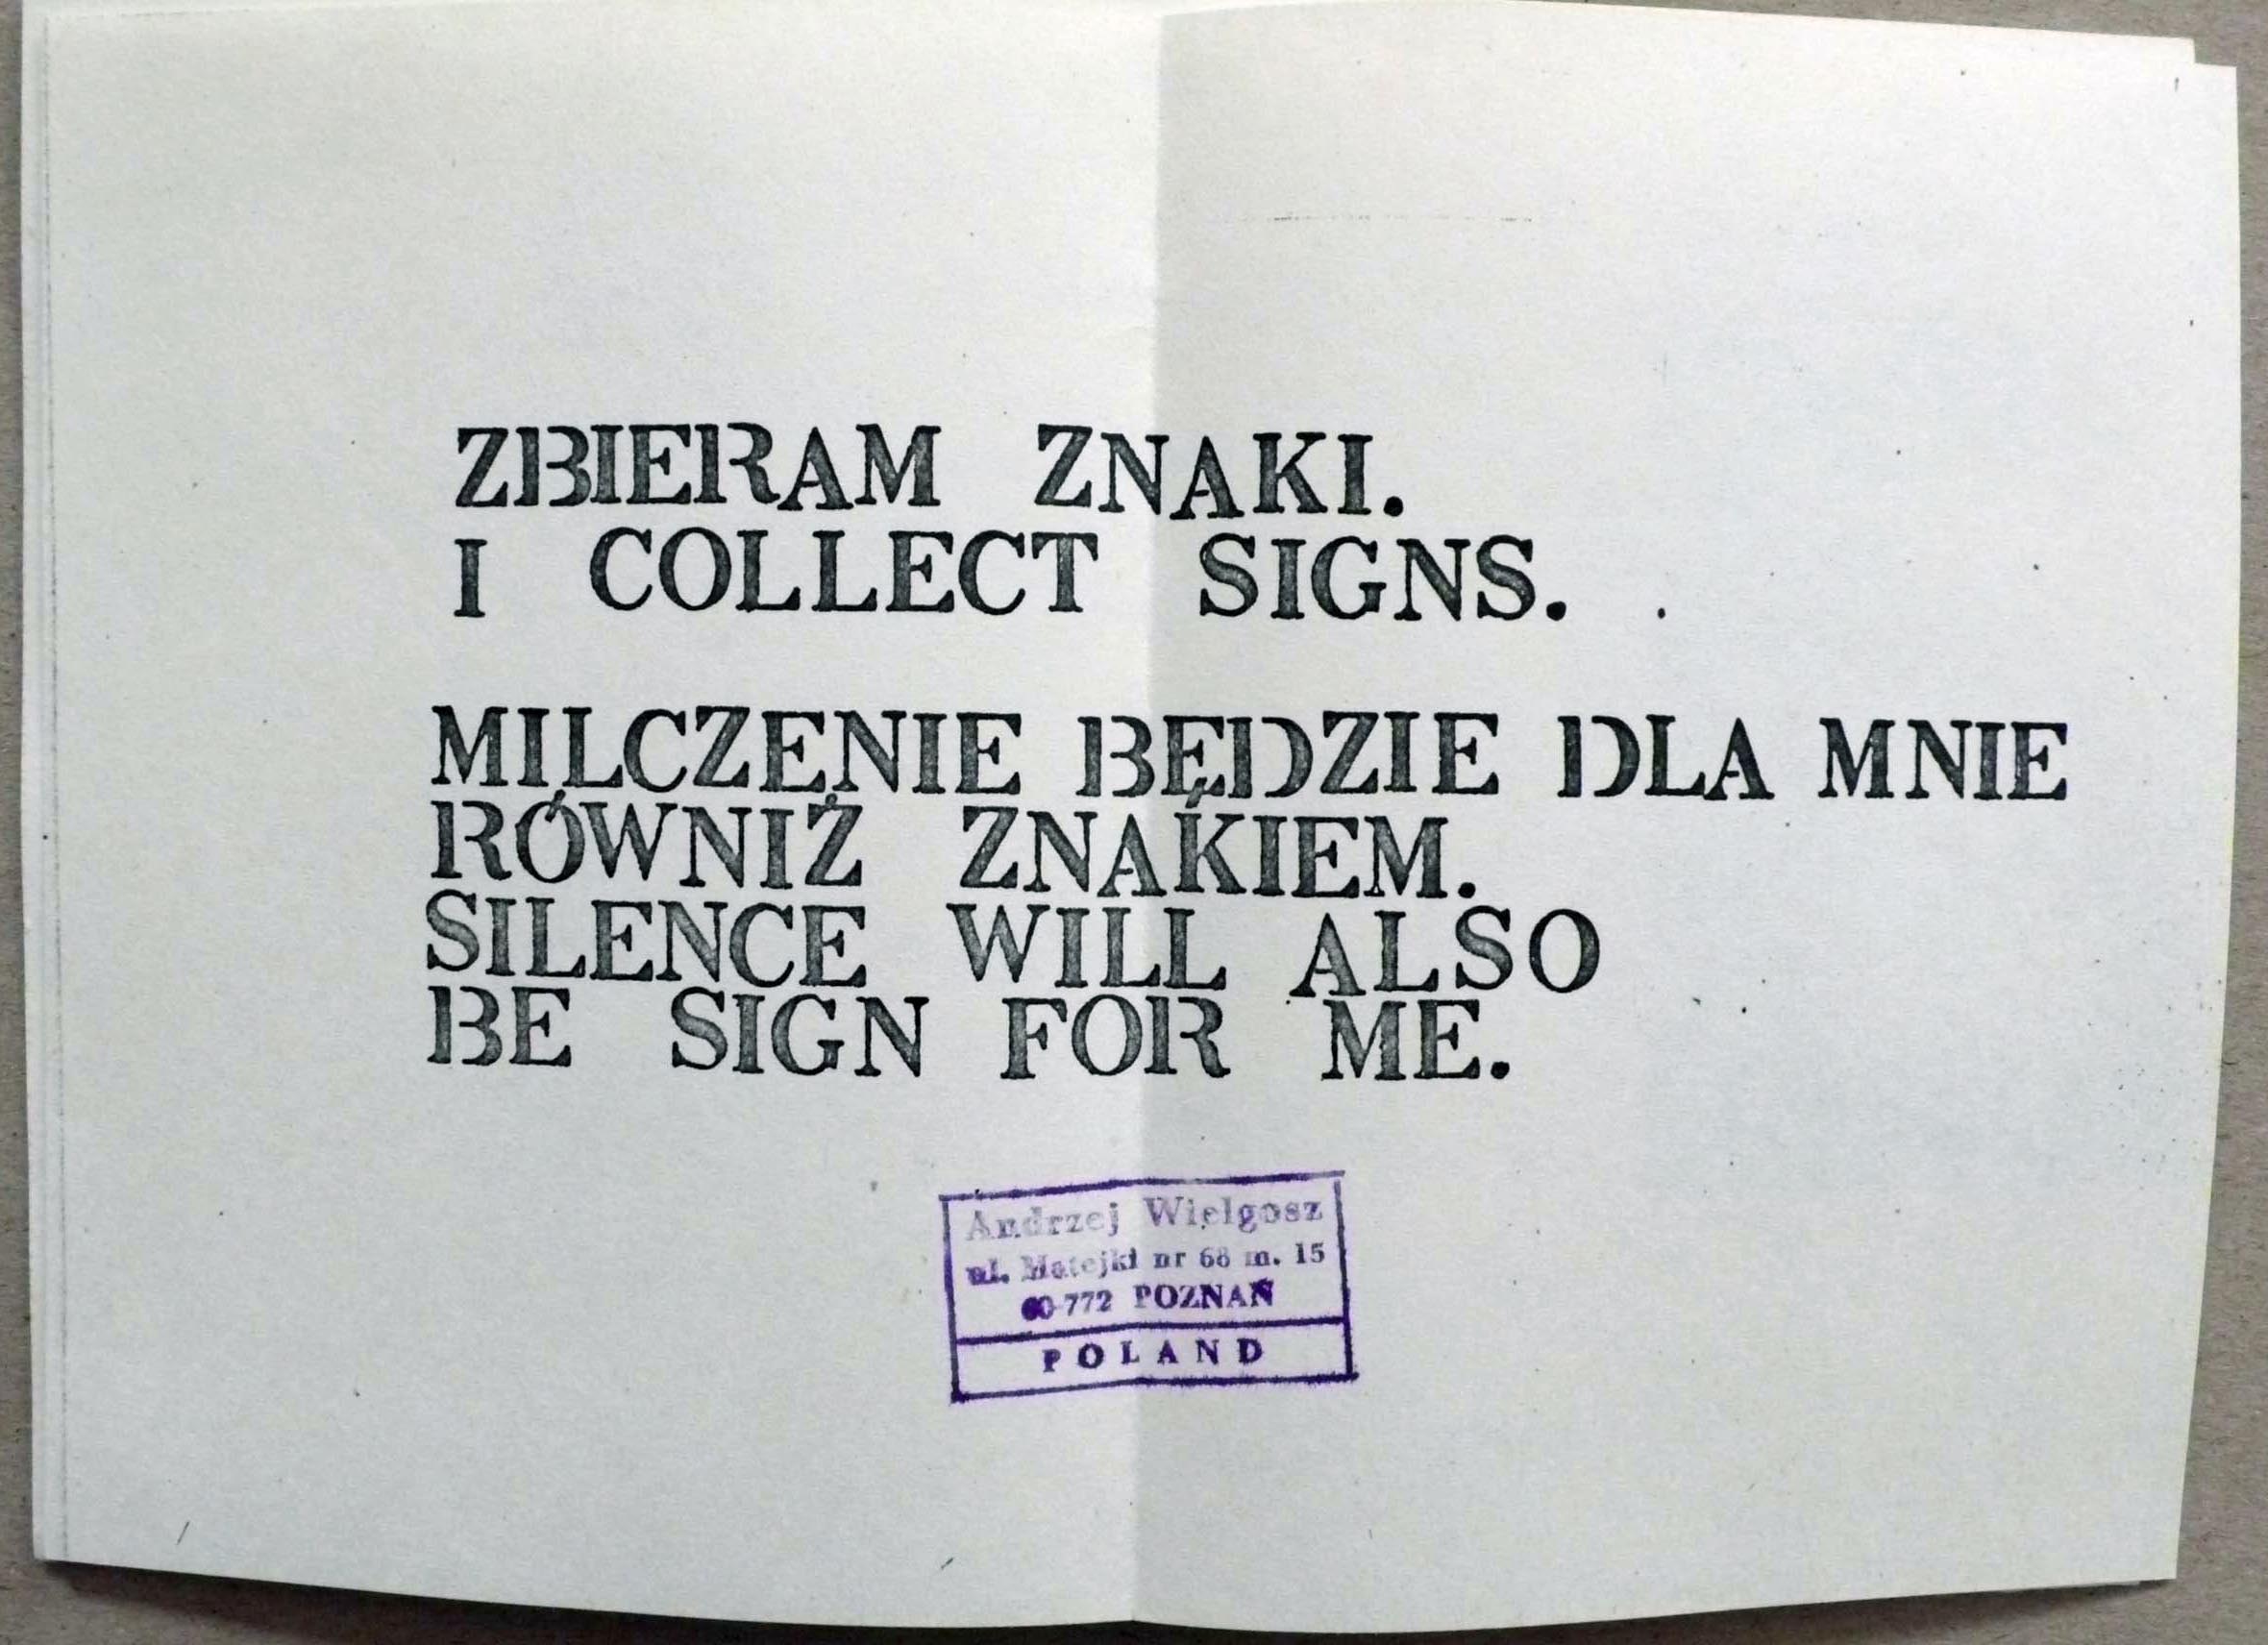 ZBIERAM ZNAKI.
I COLLECT SIGNS.
MILCZENIE BĘDZIE DLA MNIE
RÓWNIŻ ZNAKIEM.
SILENCE WILL ALSO
BE SIGN FOR ME.
Andrzej Wielgosz
ul. Matejki nr 68 m. 15
60-772 POZNAŃ
POLAND